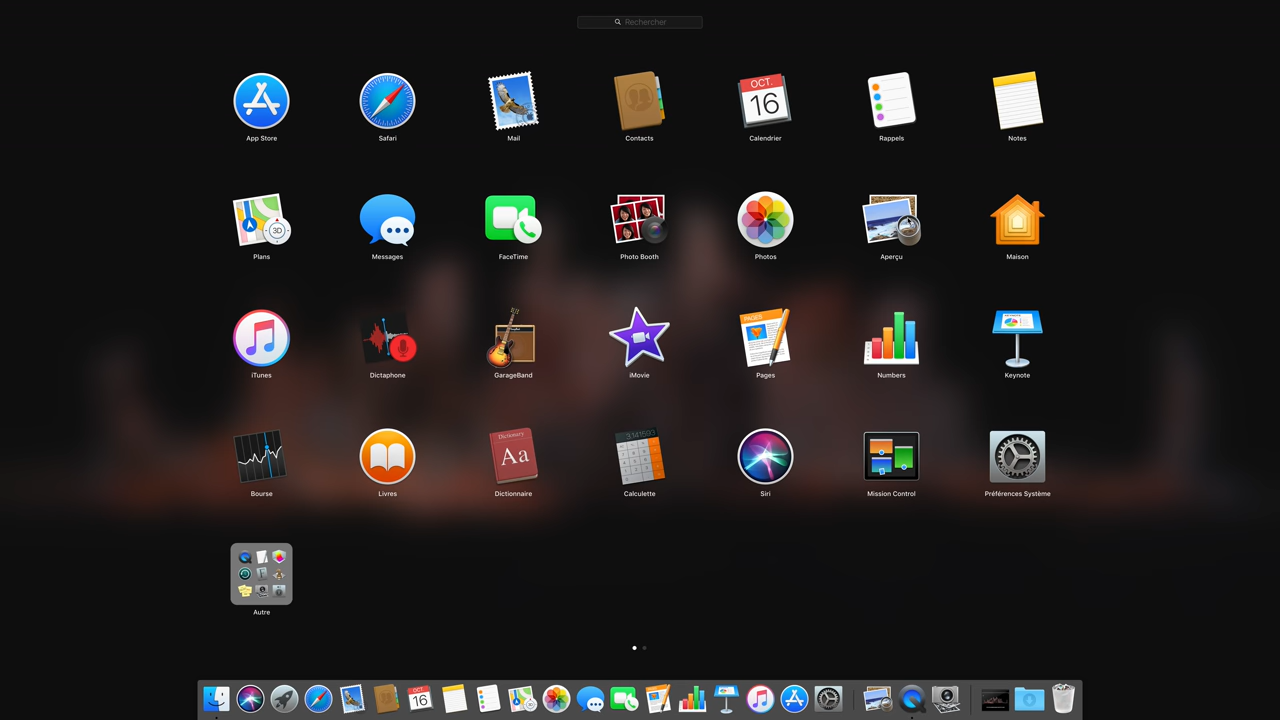 Rechercher
OCT.
16
App Store
Safari
Mail
Contacts
Calendrier
Rappels
Notes
3D
Plans
Messages
FaceTime
Photo Booth
Photos
Aperçu
Maison
PAGES
iTunes
Dictaphone
GarageBand
iMovie
Pages
Numbers
Keynote
Dictionary
Aa
Bourse
Livres
Dictionnaire
Calculette
Siri
Mission Control
Préférences Système
Autre
OCT.
16